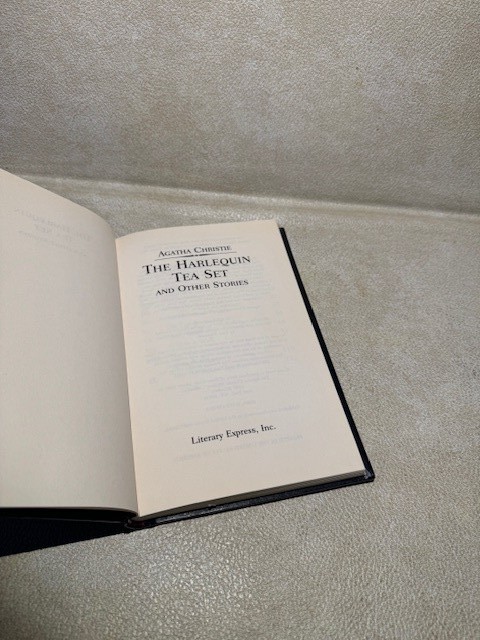 AGATHA CHRISTIE
THE HARLEQUIN
TEA SET
AND OTHER STORIES
Literary Express, Inc.